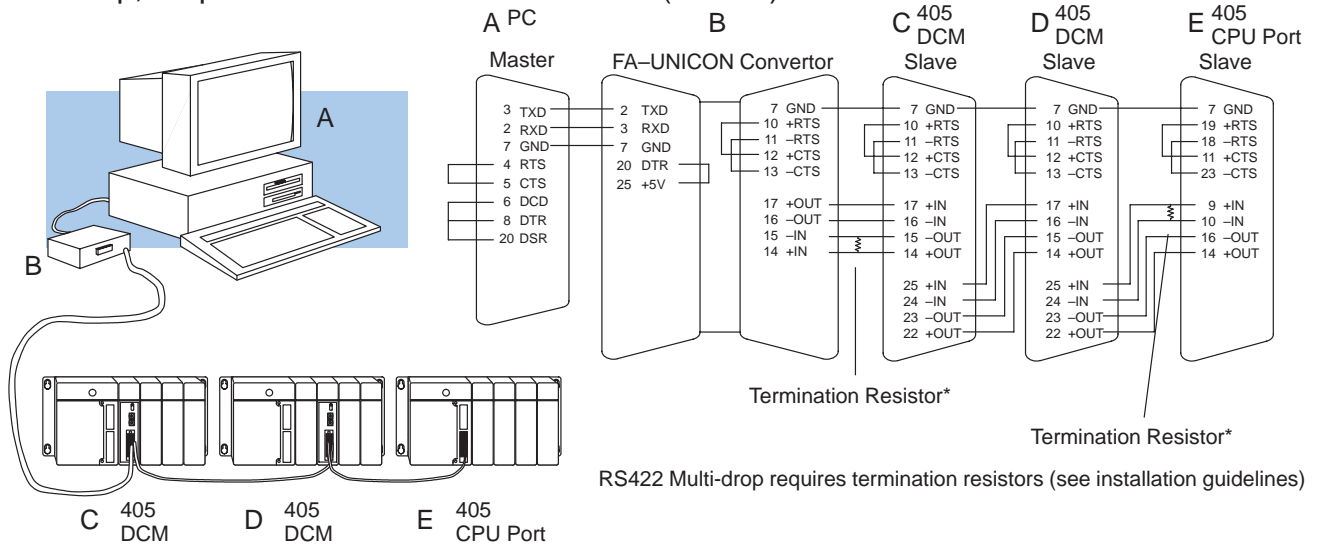 A PC
Master
B
FA–UNICON Convertor
C 405 DCM
Slave
D 405 DCM
Slave
E 405 CPU Port
Slave
3 TXD
2 RXD
7 GND
4 RTS
5 CTS
6 DCD
8 DTR
20 DSR
2 TXD
3 RXD
7 GND
20 DTR
25 +5V
7 GND
10 +RTS
11 –RTS
12 +CTS
13 –CTS
17 +OUT
16 –OUT
15 –IN
14 +IN
7 GND
10 +RTS
11 –RTS
12 +CTS
13 –CTS
17 +IN
16 –IN
15 –OUT
14 +OUT
25 +IN
24 –IN
23 –OUT
22 +OUT
7 GND
10 +RTS
11 –RTS
12 +CTS
13 –CTS
17 +IN
16 –IN
15 –OUT
14 +OUT
25 +IN
24 –IN
23 –OUT
22 +OUT
7 GND
19 +RTS
18 –RTS
11 +CTS
23 –CTS
9 +IN
10 –IN
16 –OUT
14 +OUT
Termination Resistor*
Termination Resistor*
RS422 Multi-drop requires termination resistors (see installation guidelines)
A
B
C 405 DCM
D 405 DCM
E 405 CPU Port